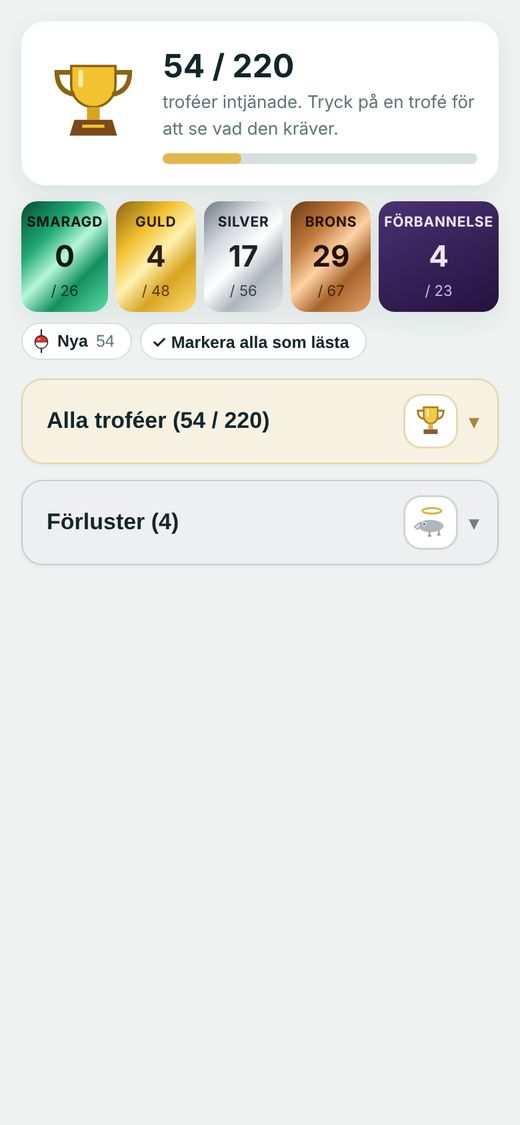 54 / 220
troféer intjänade. Tryck på en trofé för
att se vad den kräver.
SMARAGD
0
/ 26
GULD
4
/ 48
SILVER
17
/ 56
BRONS
29
/ 67
FÖRBANNELSE
4
/ 23
Nya 54
✓ Markera alla som lästa
Alla troféer (54 / 220)
Förluster (4)